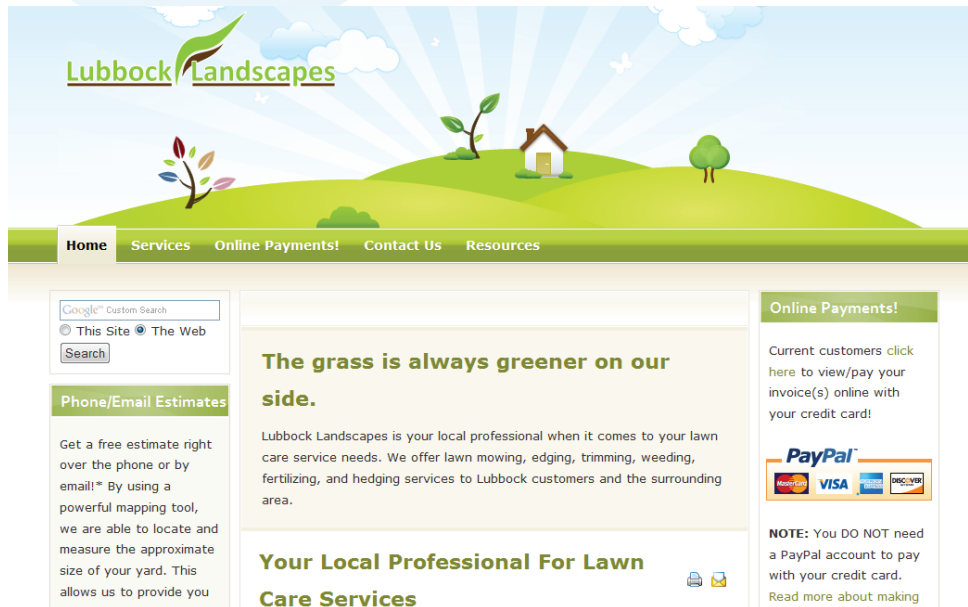 Lubbock Landscapes
Home Services Online Payments! Contact Us Resources
Google™ Custom Search
This Site The Web
Search
Phone/Email Estimates
Get a free estimate right
over the phone or by
email!* By using a
powerful mapping tool,
we are able to locate and
measure the approximate
size of your yard. This
allows us to provide you
The grass is always greener on our
side.
Lubbock Landscapes is your local professional when it comes to your lawn
care service needs. We offer lawn mowing, edging, trimming, weeding,
fertilizing, and hedging services to Lubbock customers and the surrounding
area.
Your Local Professional For Lawn
Care Services
Online Payments!
Current customers click
here to view/pay your
invoice(s) online with
your credit card!
PayPal
MasterCard VISA AMERICAN EXPRESS DISCOVER
NOTE: You DO NOT need
a PayPal account to pay
with your credit card.
Read more about making